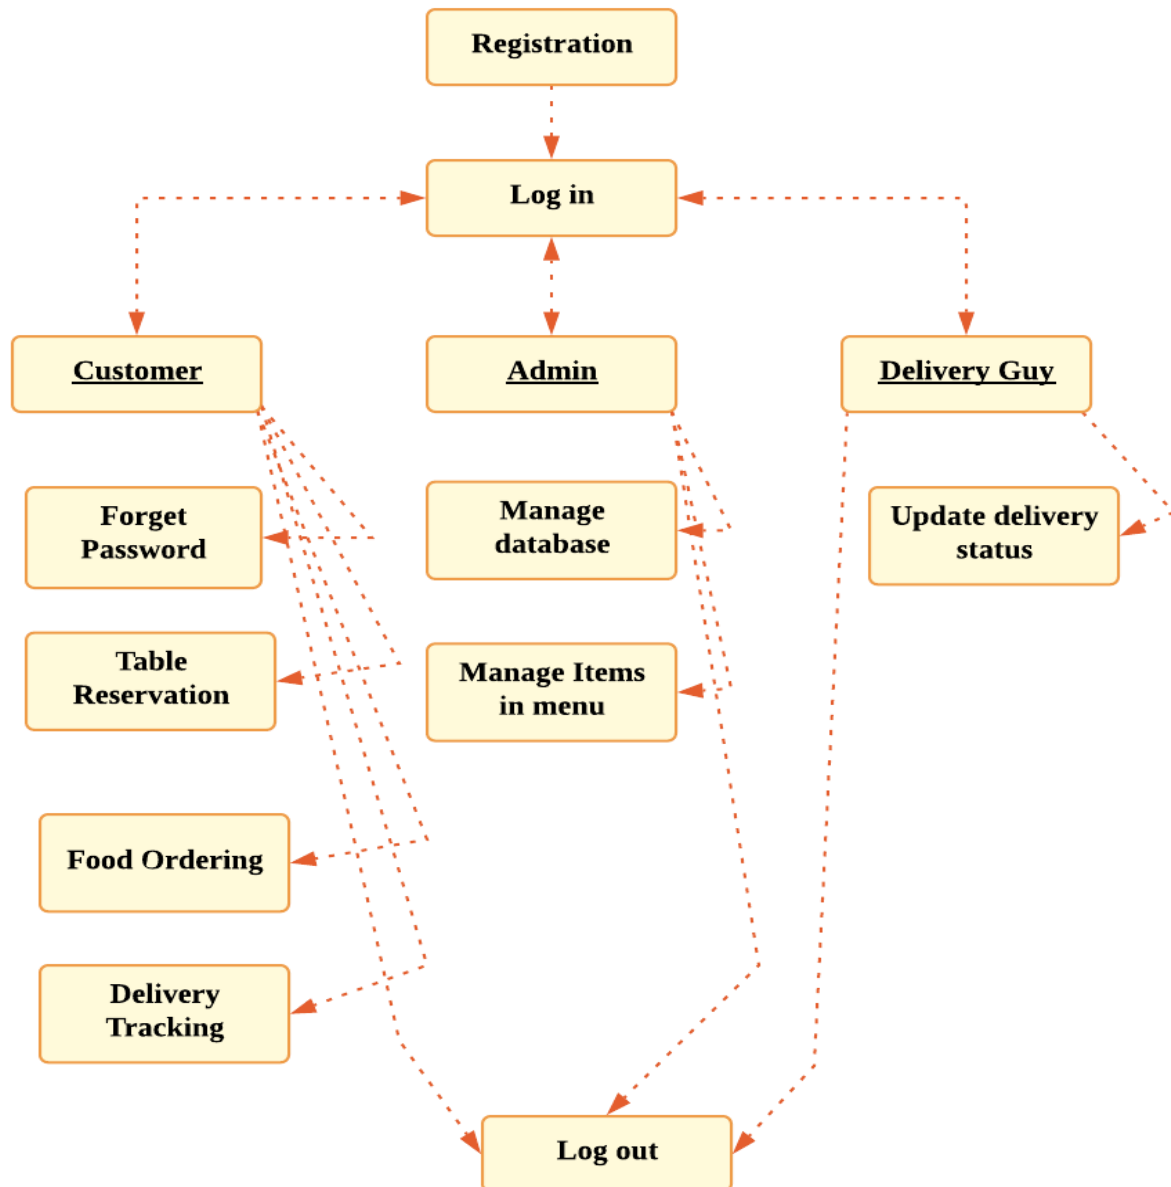 Registration
Log in
Customer
Admin
Delivery Guy
Forget
Password
Manage
database
Update delivery
status
Table
Reservation
Manage Items
in menu
Food Ordering
Delivery
Tracking
Log out